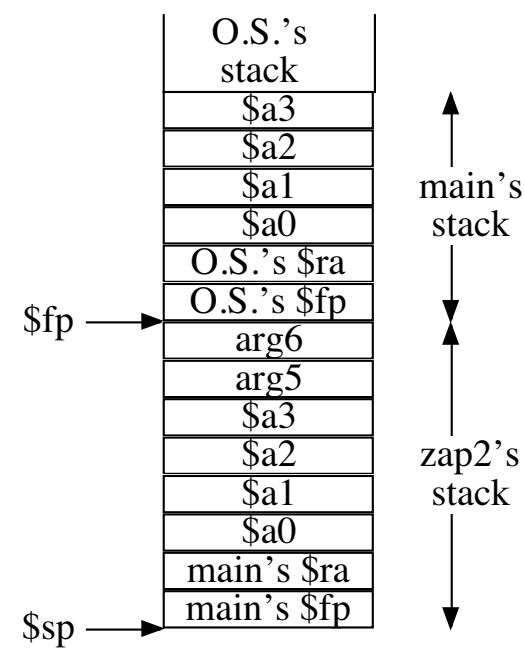 O.S.'s
stack
$a3
$a2
$a1
$a0
O.S.'s $ra
O.S.'s $fp
main's
stack
$fp
arg6
arg5
$a3
$a2
$a1
$a0
main's $ra
main's $fp
zap2's
stack
$sp